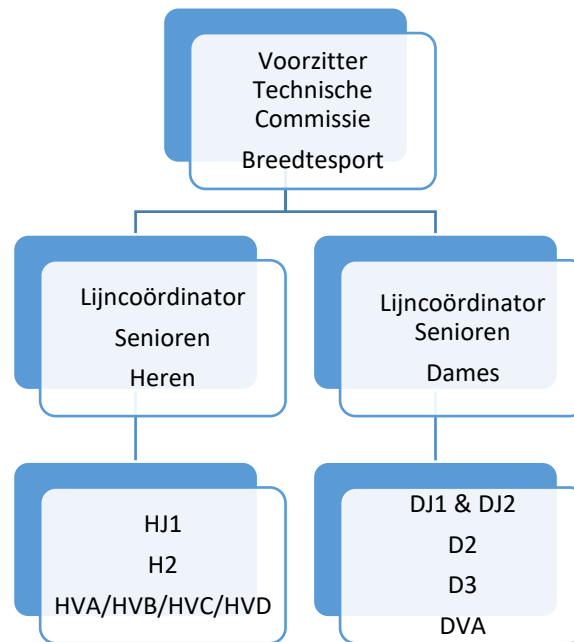 Voorzitter
Technische
Commissie
Breedtesport
Lijncoördinator
Senioren
Heren
Lijncoördinator
Senioren
Dames
HJ1
H2
HVA/HVB/HVC/HVD
DJ1 & DJ2
D2
D3
DVA